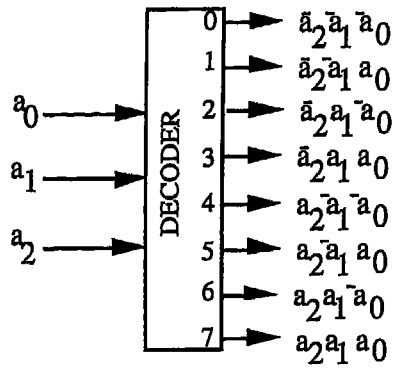 0 ā₂ā₁ā₀
1 ā₂ā₁a₀
a₀ 2 ā₂a₁ā₀
DECODER
3 ā₂a₁a₀
a₁ 4 a₂ā₁ā₀
a₂ 5 a₂ā₁a₀
6 a₂a₁ā₀
7 a₂a₁a₀